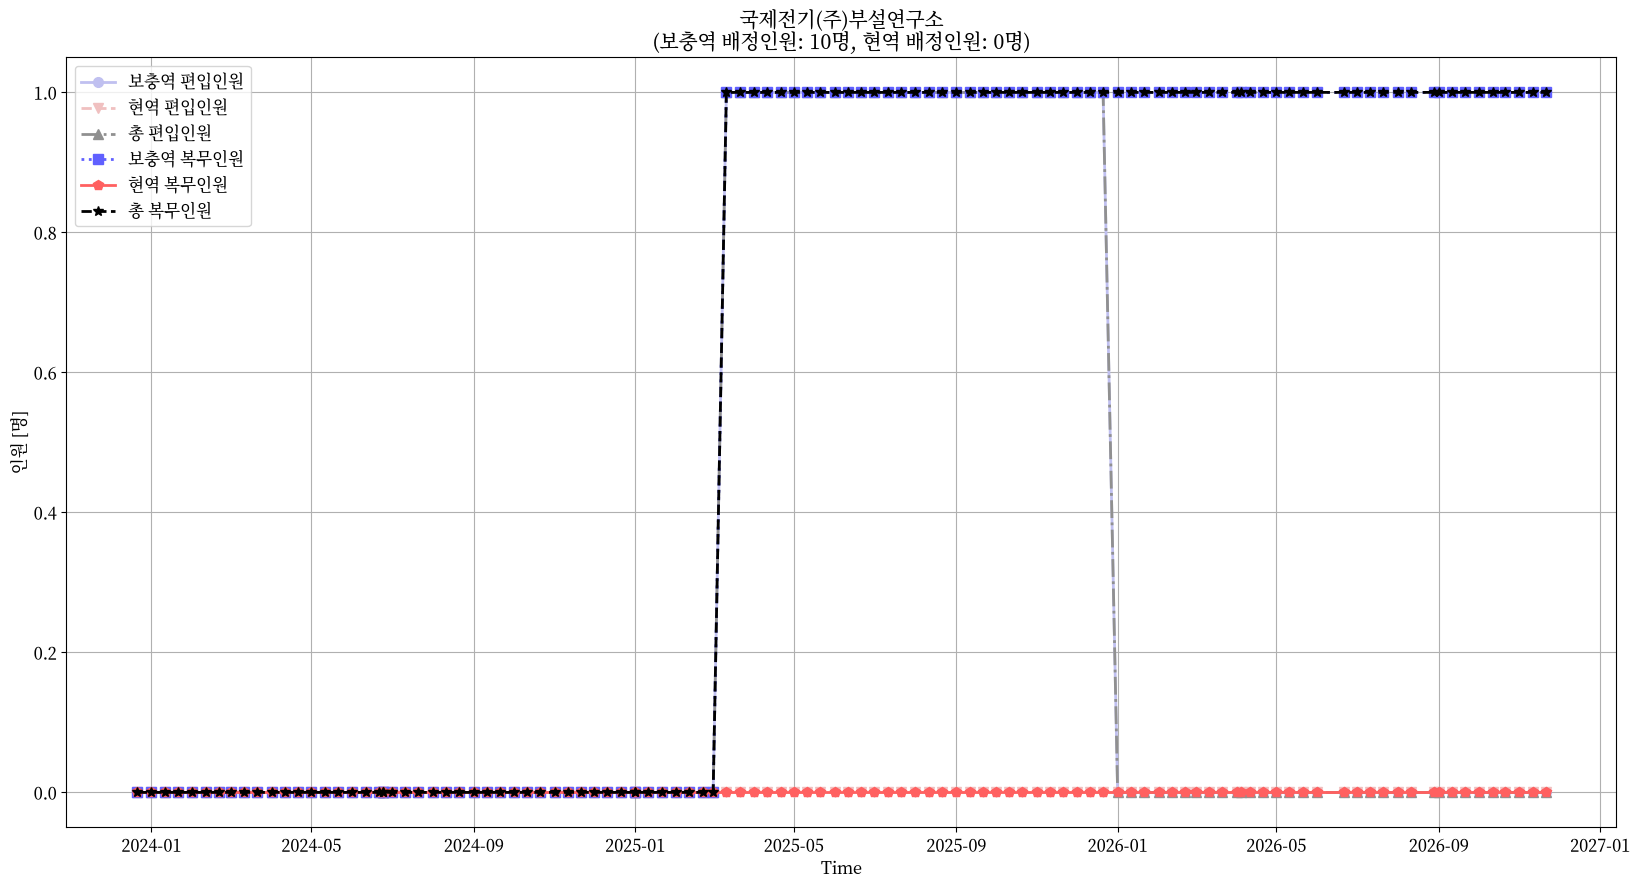 국제전기(주)부설연구소
(보충역 배정인원: 10명, 현역 배정인원: 0명)
보충역 편입인원
현역 편입인원
총 편입인원
보충역 복무인원
현역 복무인원
총 복무인원
인원 [명]
1.0
0.8
0.6
0.4
0.2
0.0
2024-01
2024-05
2024-09
2025-01
2025-05
2025-09
2026-01
2026-05
2026-09
2027-01
Time